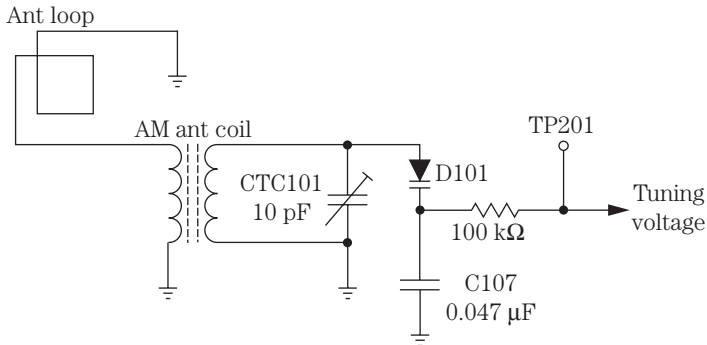 Ant loop
AM ant coil
TP201
D101
CTC101
10 pF
Tuning
voltage
100 kΩ
C107
0.047 µF